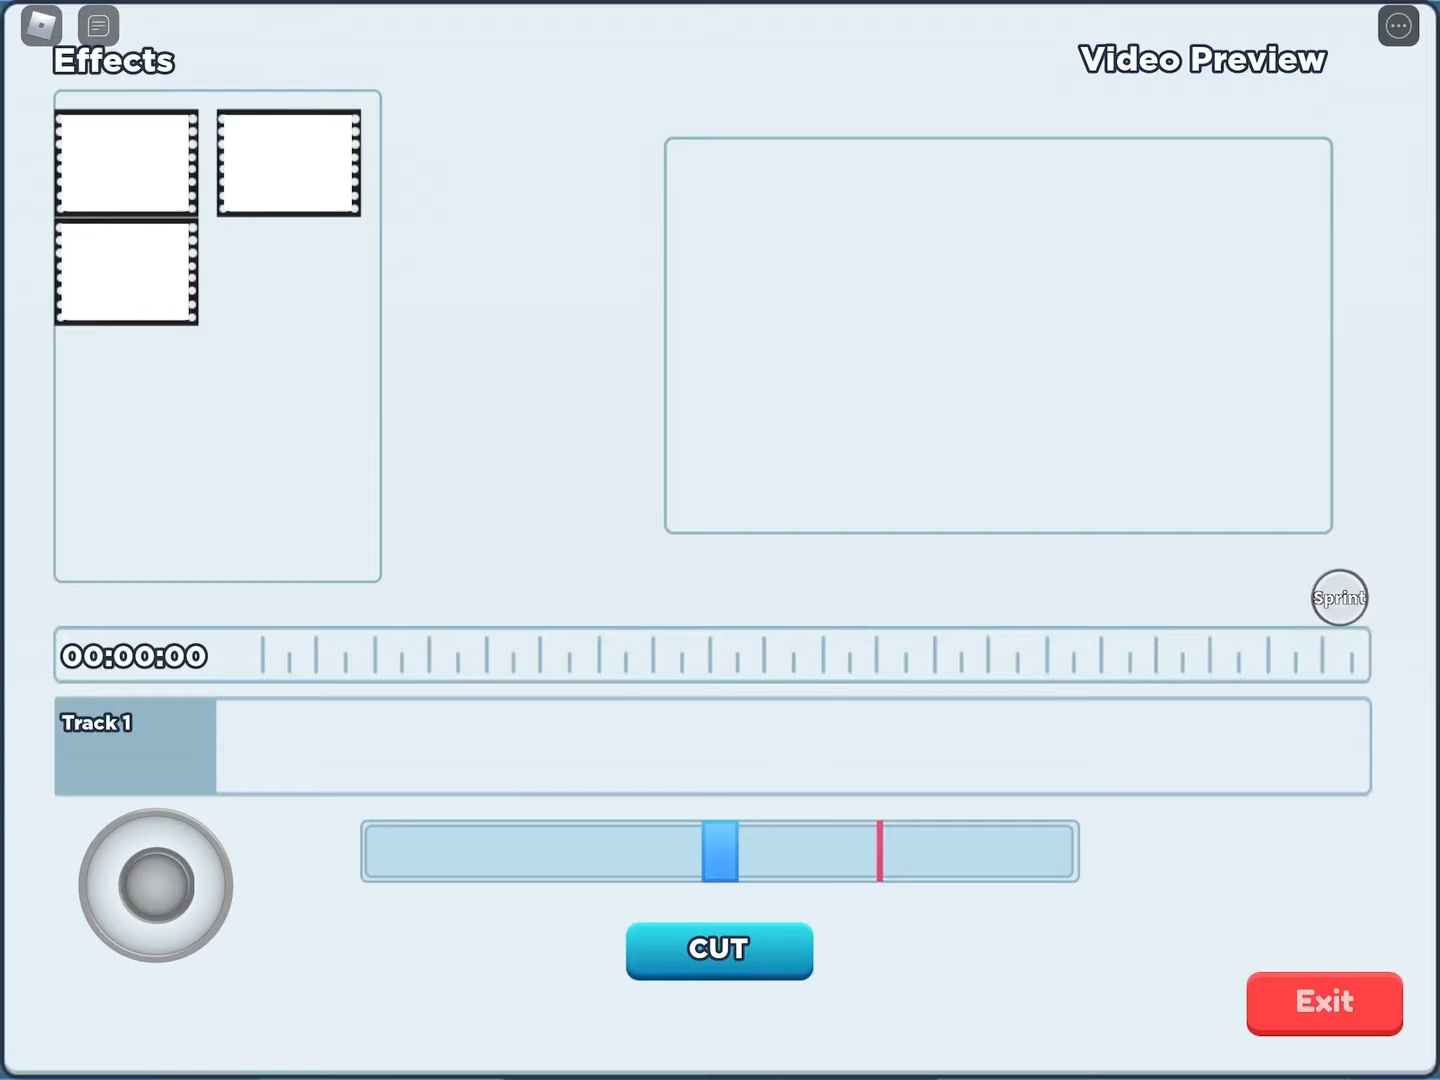 Effects
Video Preview
Sprint
00:00:00
Track 1
CUT
Exit